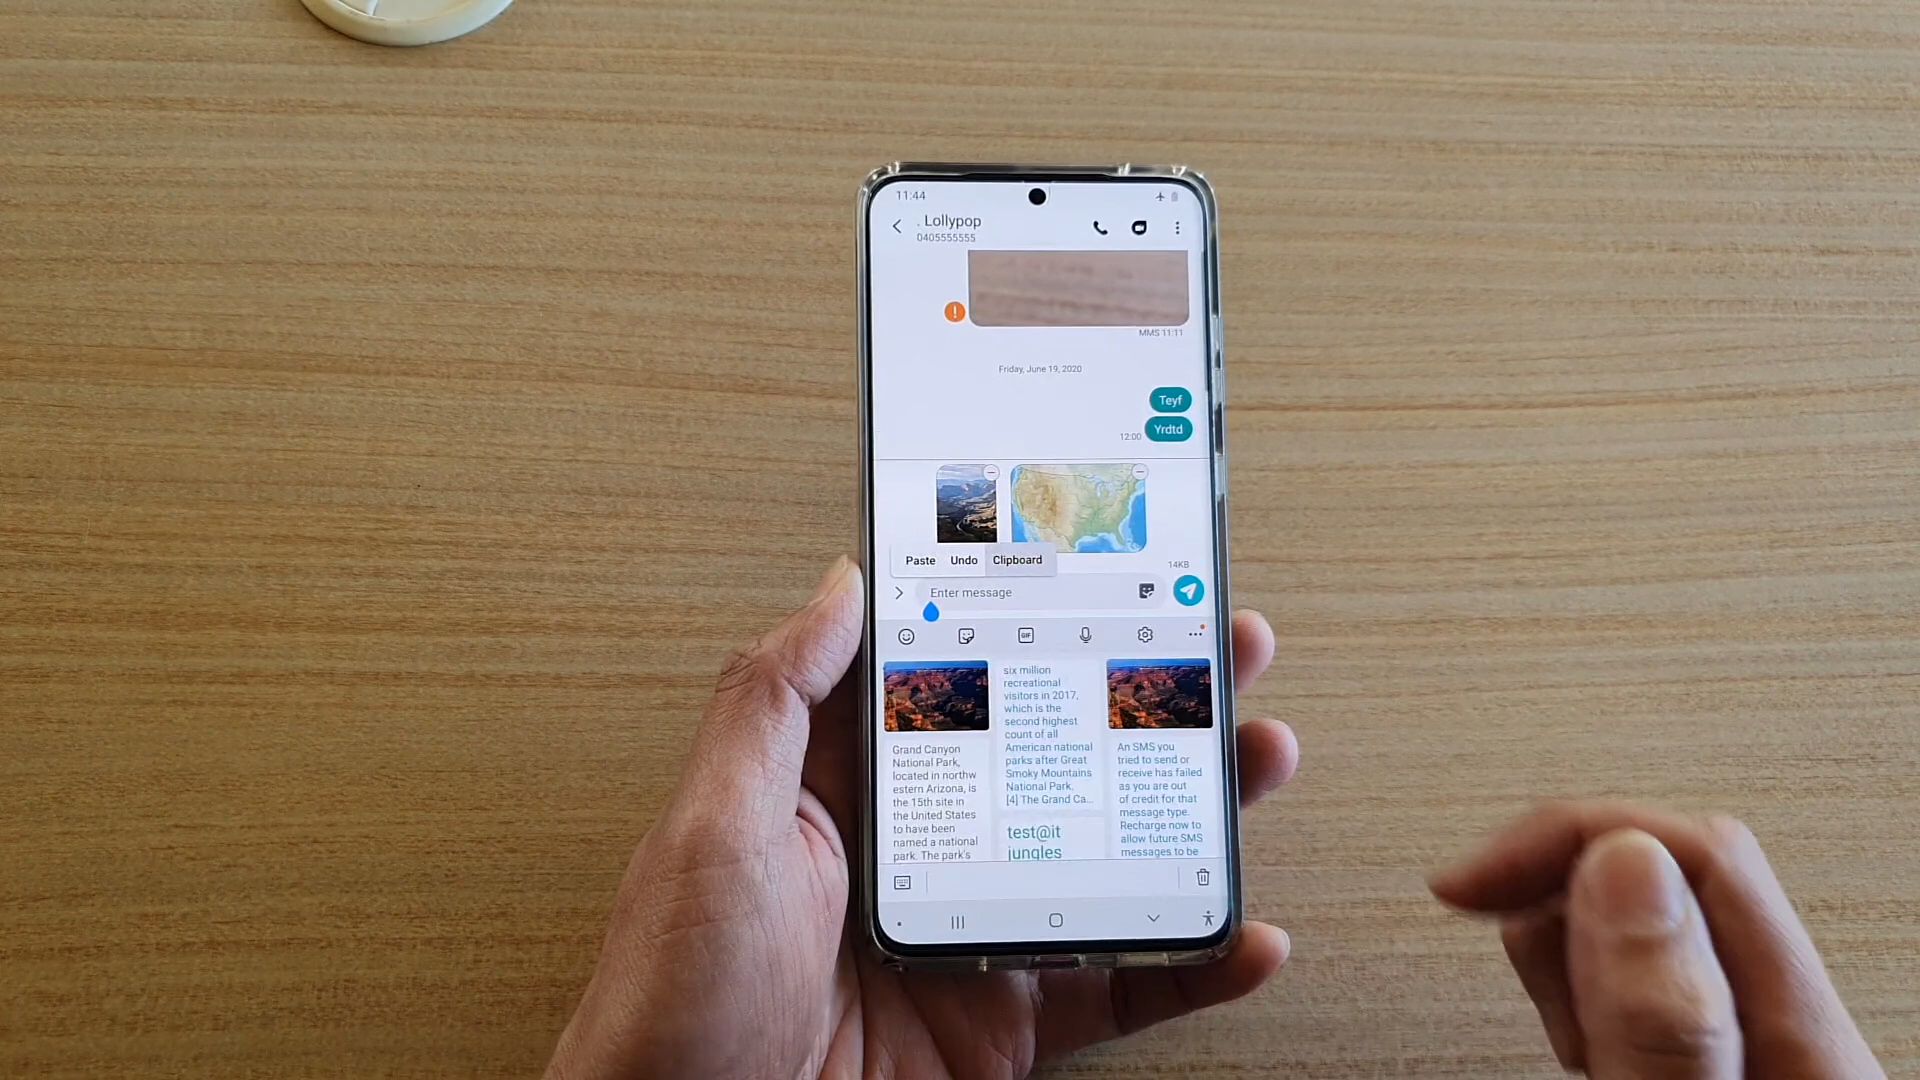 11:44
. Lollypop
0405555555
MMS 11:11
Friday, June 19, 2020
Teyf
Yrdtd
12:00
Paste Undo Clipboard
14KB
Enter message
GIF
Grand Canyon
National Park,
located in northw
estern Arizona, is
the 15th site in
the United States
to have been
named a national
park. The park's
six million
recreational
visitors in 2017,
which is the
second highest
count of all
American national
parks after Great
Smoky Mountains
National Park.
[4] The Grand Ca...
test@it
jungles
An SMS you
tried to send or
receive has failed
as you are out
of credit for that
message type.
Recharge now to
allow future SMS
messages to be